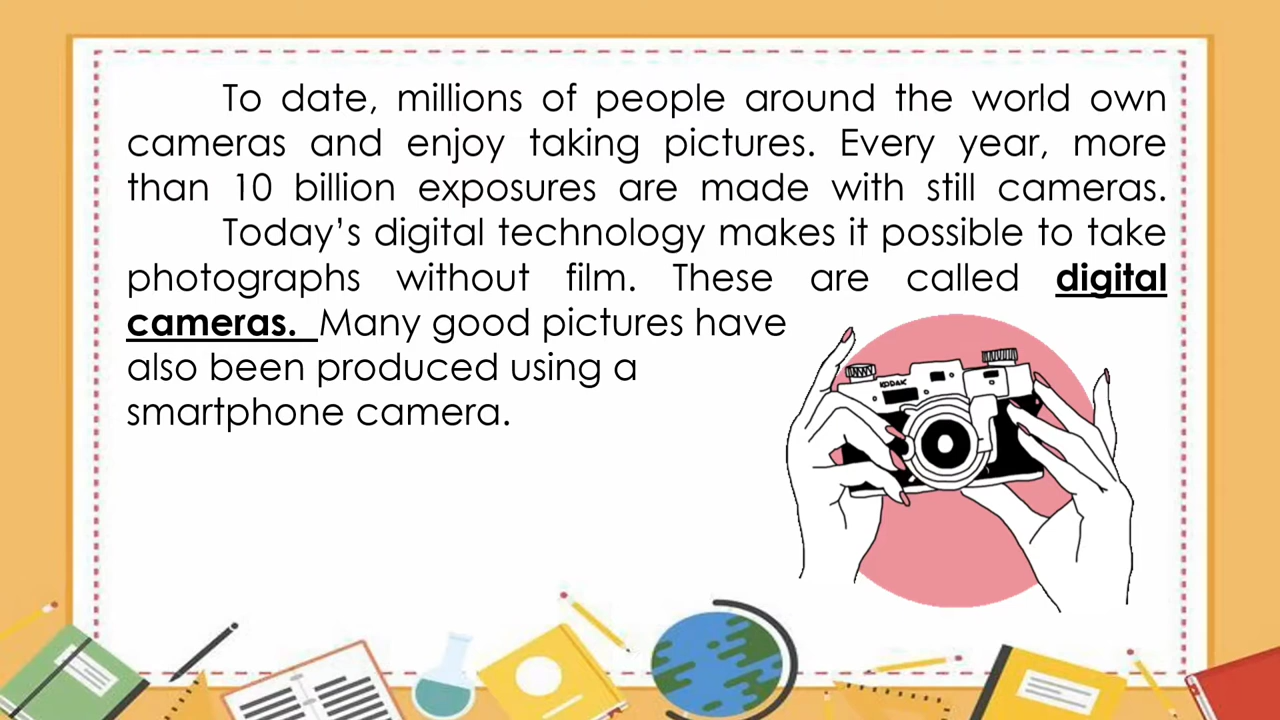 To date, millions of people around the world own
cameras and enjoy taking pictures. Every year, more
than 10 billion exposures are made with still cameras.
Today’s digital technology makes it possible to take
photographs without film. These are called digital
cameras. Many good pictures have
also been produced using a
smartphone camera.
KODAK